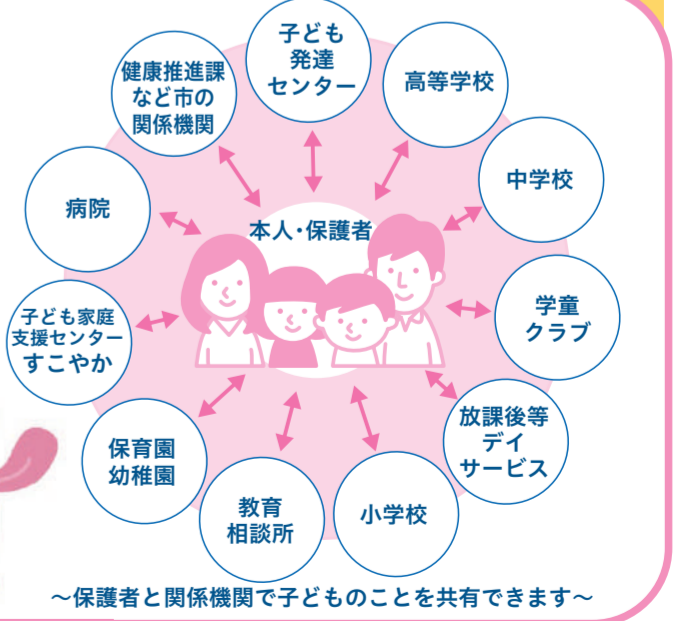 子ども
発達
センター
高等学校
中学校
学童
クラブ
放課後等
デイ
サービス
小学校
教育
相談所
保育園
幼稚園
子ども家庭
支援センター
すこやか
病院
健康推進課
など市の
関係機関
本人・保護者
～保護者と関係機関で子どものことを共有できます～